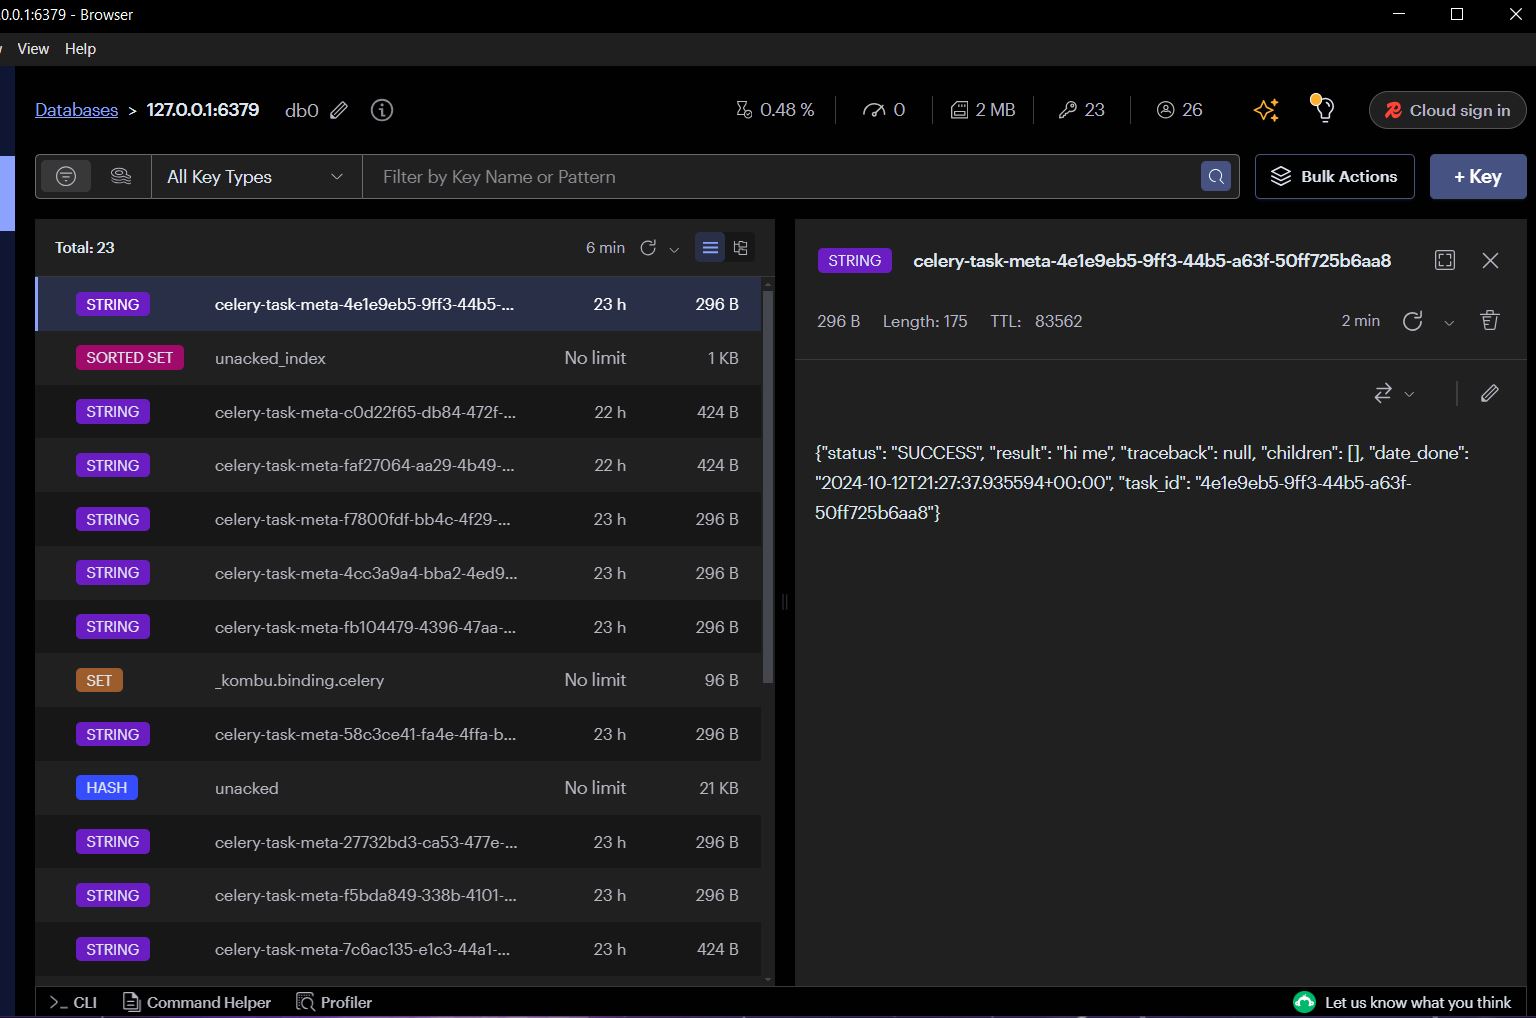 .0.0.1:6379 - Browser
View Help
Databases > 127.0.0.1:6379 db0 0.48 % 0 2 MB 23 26 Cloud sign in
All Key Types Filter by Key Name or Pattern Bulk Actions + Key
Total: 23 6 min
STRING celery-task-meta-4e1e9eb5-9ff3-44b5-... 23 h 296 B
SORTED SET unacked_index No limit 1 KB
STRING celery-task-meta-c0d22f65-db84-472f-... 22 h 424 B
STRING celery-task-meta-faf27064-aa29-4b49-... 22 h 424 B
STRING celery-task-meta-f7800fdf-bb4c-4f29-... 23 h 296 B
STRING celery-task-meta-4cc3a9a4-bba2-4ed9... 23 h 296 B
STRING celery-task-meta-fb104479-4396-47aa-... 23 h 296 B
SET _kombu.binding.celery No limit 96 B
STRING celery-task-meta-58c3ce41-fa4e-4ffa-b... 23 h 296 B
HASH unacked No limit 21 KB
STRING celery-task-meta-27732bd3-ca53-477e-... 23 h 296 B
STRING celery-task-meta-f5bda849-338b-4101-... 23 h 296 B
STRING celery-task-meta-7c6ac135-e1c3-44a1-... 23 h 424 B
STRING celery-task-meta-4e1e9eb5-9ff3-44b5-a63f-50ff725b6aa8
296 B Length: 175 TTL: 83562 2 min
{"status": "SUCCESS", "result": "hi me", "traceback": null, "children": [], "date_done":
"2024-10-12T21:27:37.935594+00:00", "task_id": "4e1e9eb5-9ff3-44b5-a63f-
50ff725b6aa8"}
>_ CLI Command Helper Profiler Let us know what you think